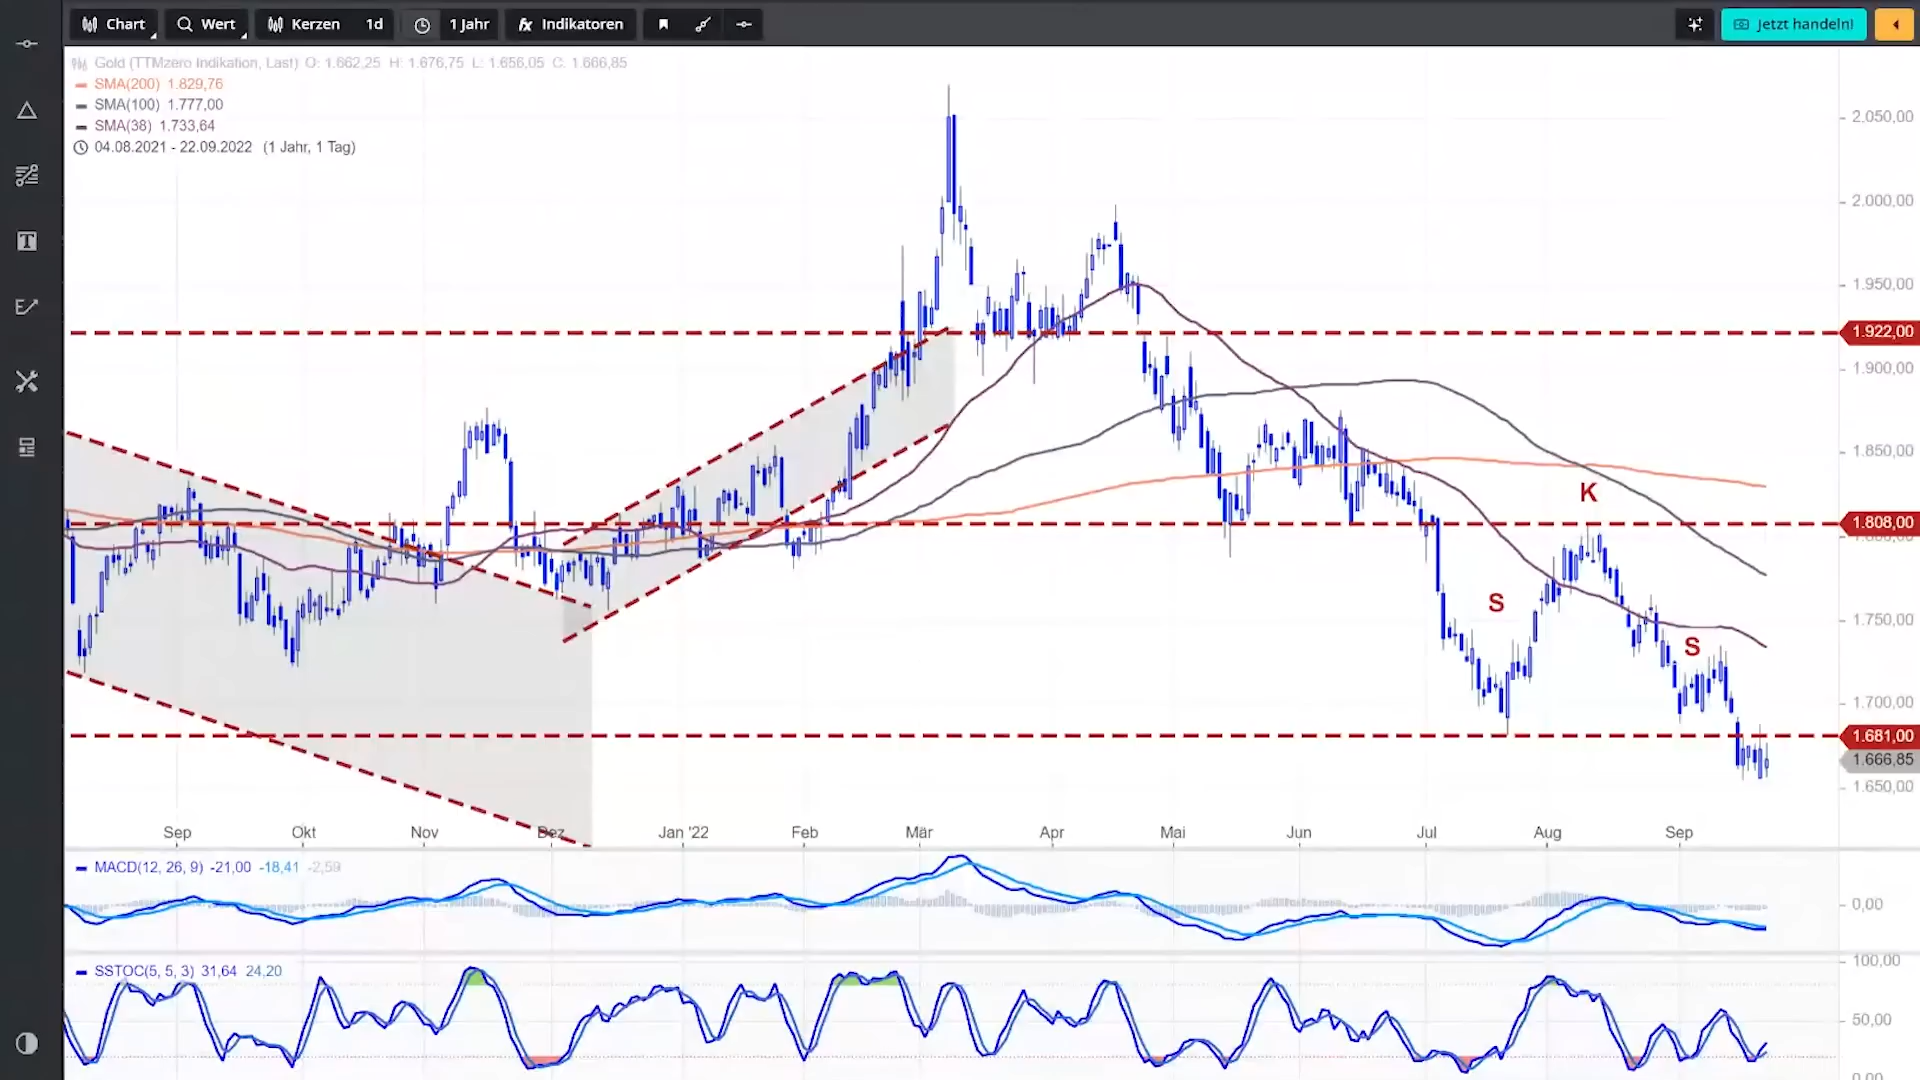 Chart Wert Kerzen 1d 1 Jahr fx Indikatoren Jetzt handeln!
Gold (TTMzero Indikation, Last) O: 1.662,25 H: 1.676,75 L: 1.656,05 C: 1.666,85
SMA(200) 1.829,76
SMA(100) 1.777,00
SMA(38) 1.733,64
04.08.2021 - 22.09.2022 (1 Jahr, 1 Tag)
2.050,00
2.000,00
1.950,00
1.922,00
1.900,00
1.850,00
K
1.808,00
S
1.750,00
S
1.700,00
1.681,00
1.666,85
1.650,00
Sep Okt Nov Dez Jan '22 Feb Mär Apr Mai Jun Jul Aug Sep
MACD(12, 26, 9) -21,00 -18,41 -2,59
0,00
SSTOC(5, 5, 3) 31,64 24,20
100,00
50,00
0,00